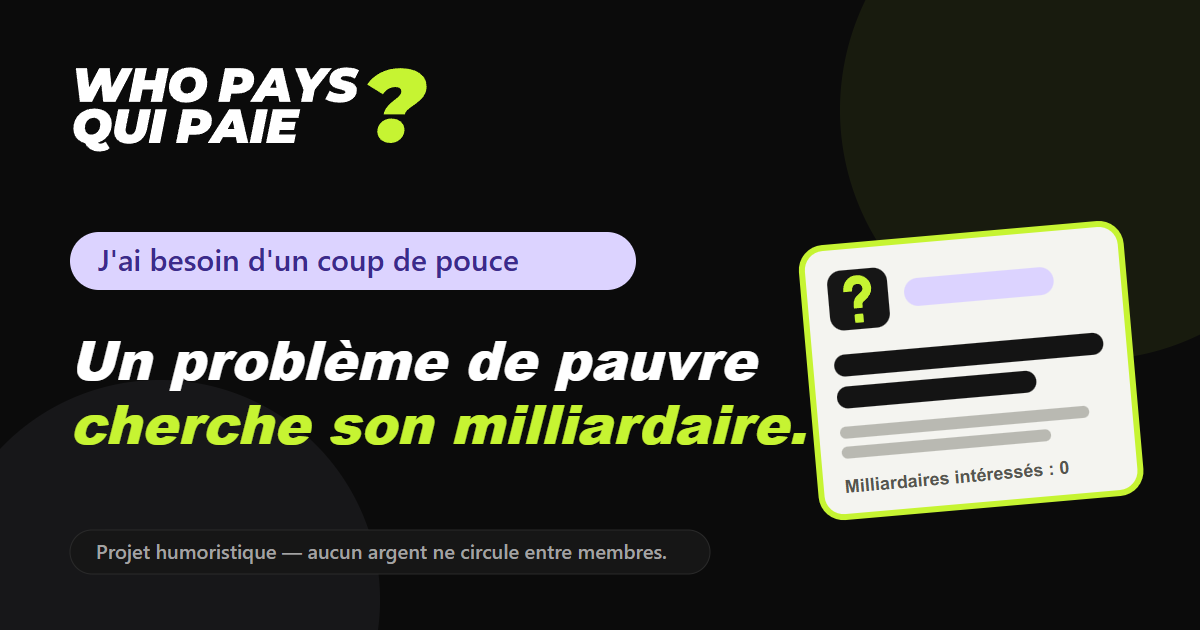 WHO PAYS
QUI PAIE ?
J'ai besoin d'un coup de pouce
Un problème de pauvre
cherche son milliardaire.
?
Milliardaires intéressés : 0
Projet humoristique — aucun argent ne circule entre membres.